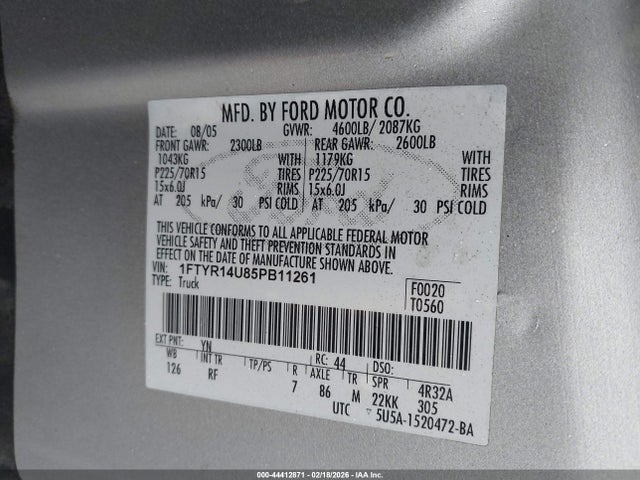 MFD. BY FORD MOTOR CO.
DATE: 08/05 GVWR: 4600LB/ 2087KG
FRONT GAWR: 2300LB REAR GAWR: 2600LB
1043KG WITH 1179KG WITH
P225/70R15 TIRES P225/70R15 TIRES
15x6.0J RIMS 15x6.0J RIMS
AT 205 kPa/ 30 PSI COLD AT 205 kPa/ 30 PSI COLD
THIS VEHICLE CONFORMS TO ALL APPLICABLE FEDERAL MOTOR
VEHICLE SAFETY AND THEFT PREVENTION STANDARDS IN
EFFECT ON THE DATE OF MANUFACTURE SHOWN ABOVE.
VIN: 1FTYR14U85PB11261
TYPE: Truck
F0020
T0560
EXT PNT: YN RC: 44 DSO:
WB INT TR TP/PS R AXLE TR SPR 4R32A
126 RF 7 86 M 22KK 305
UTC 5U5A-1520472-BA
000-44412871 - 02/18/2026 - IAA Inc.